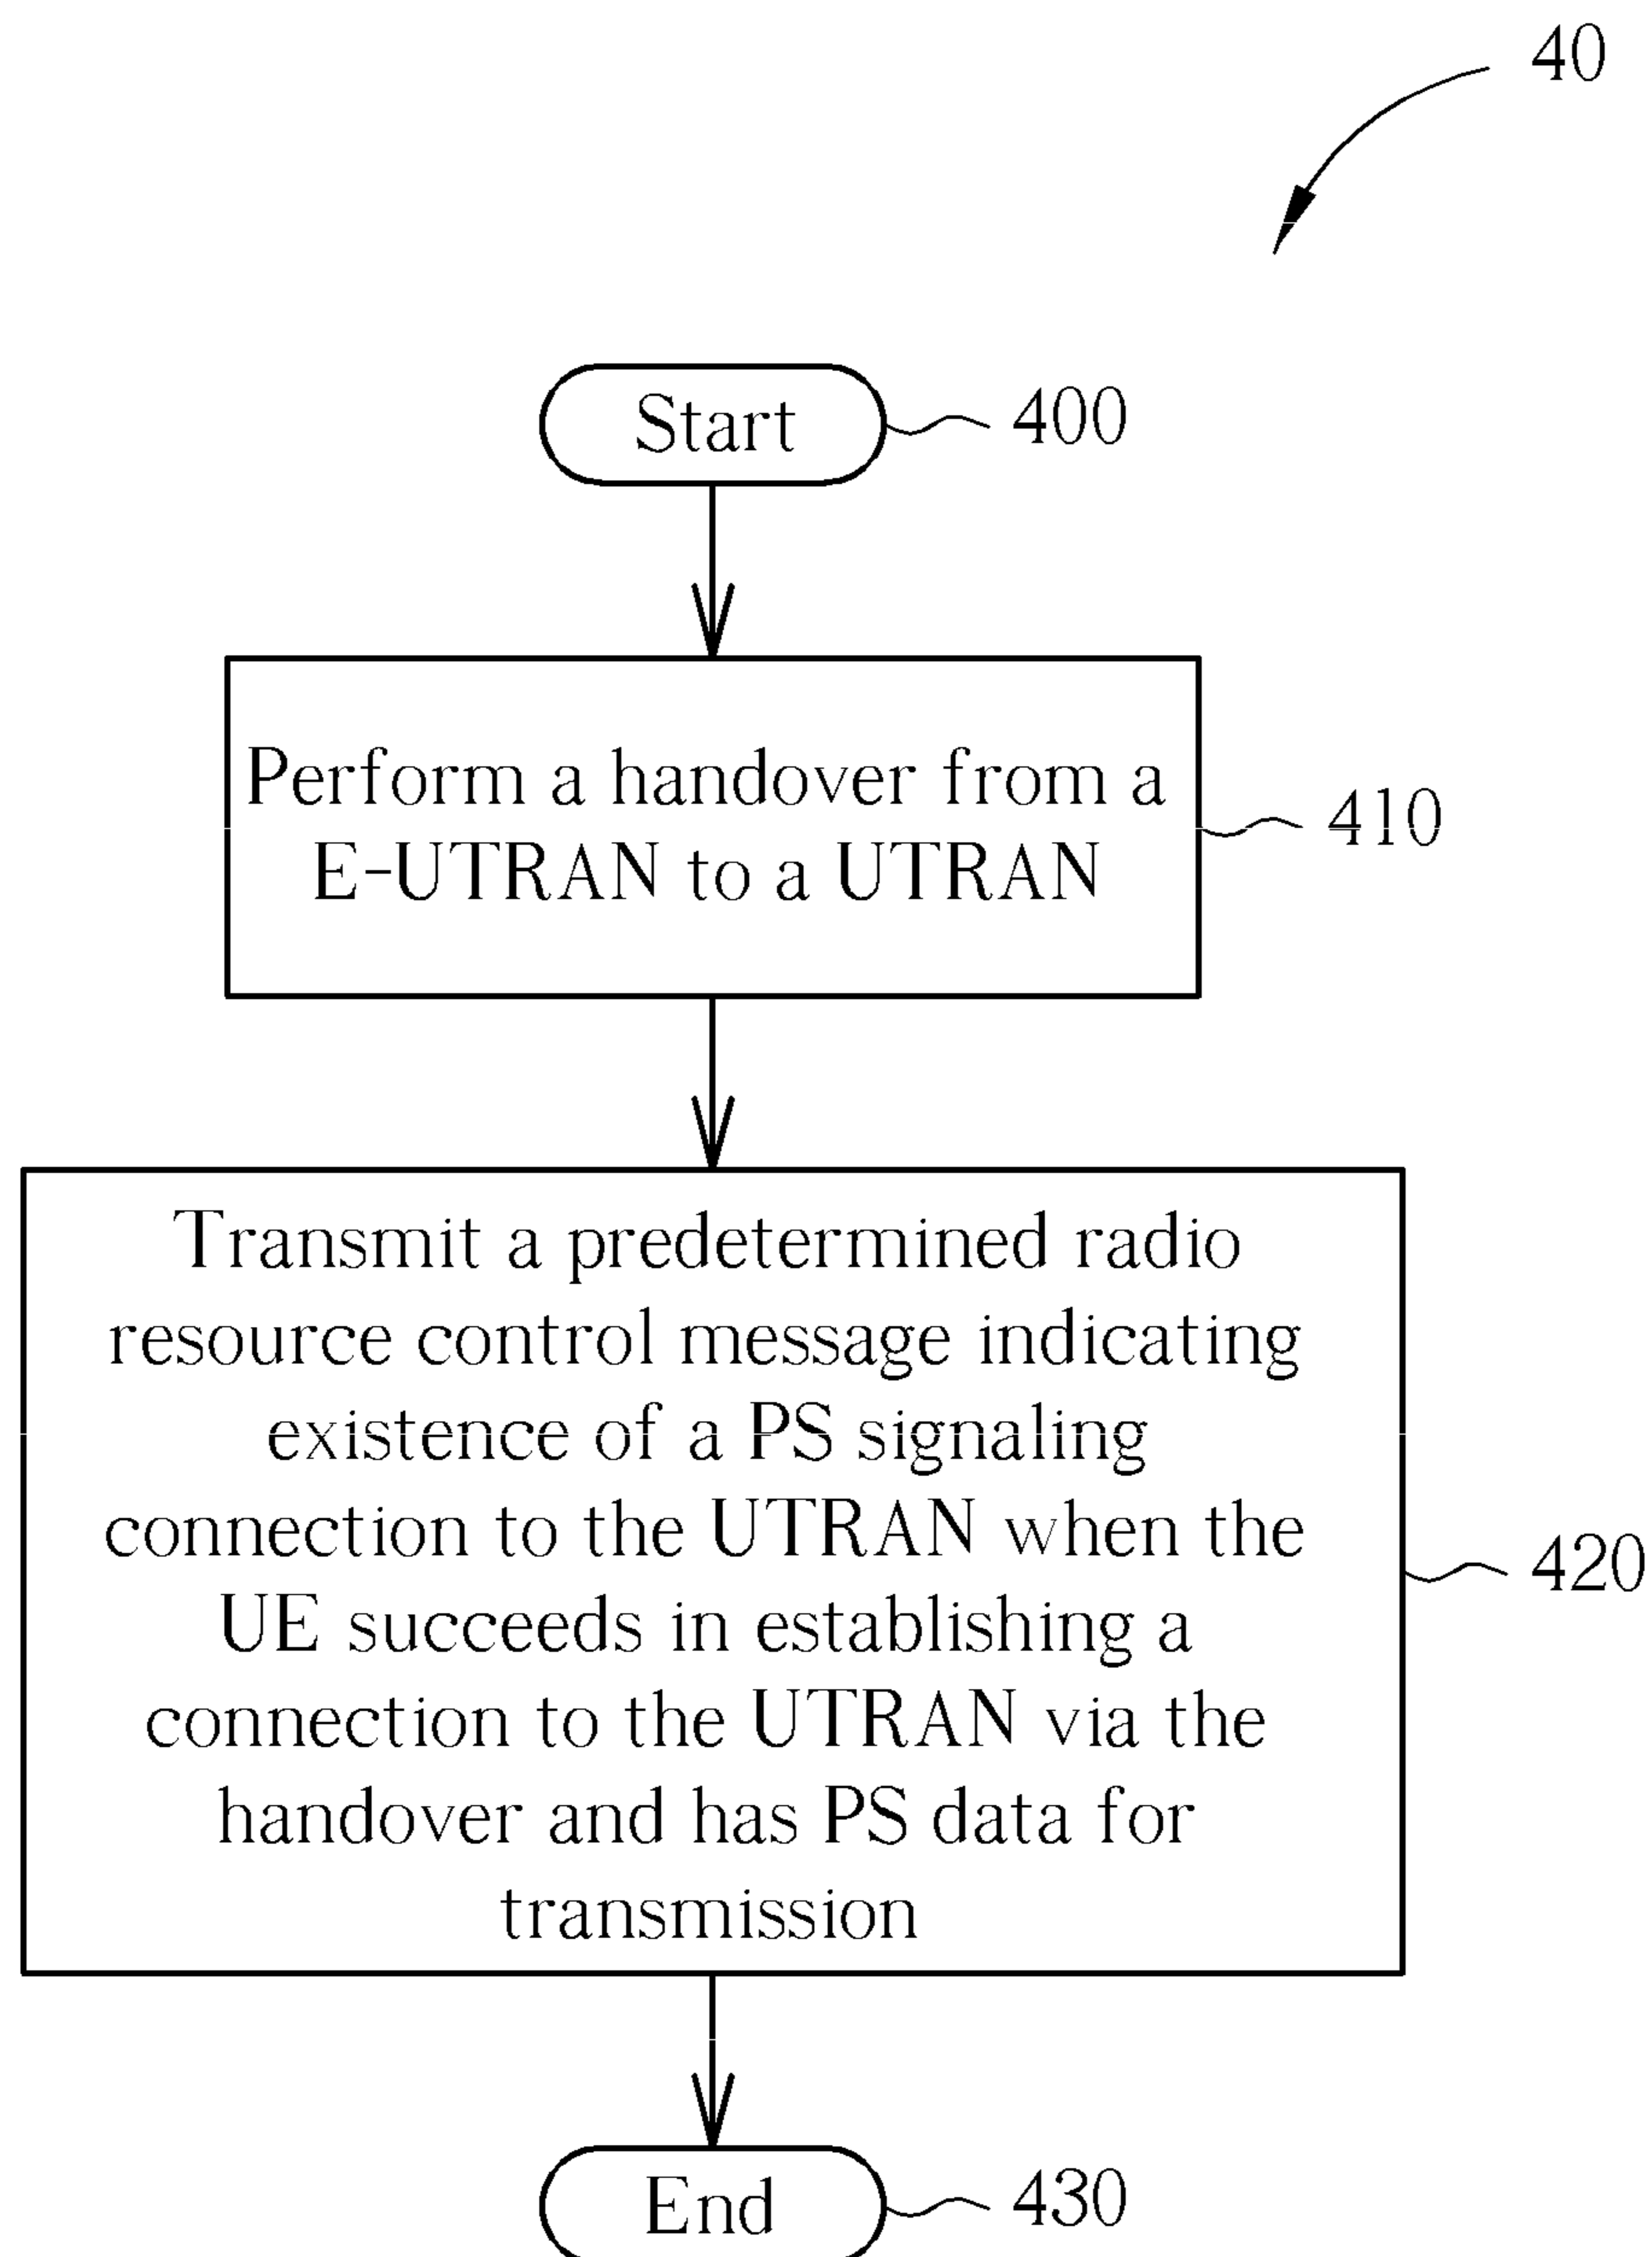 40
Start
400
Perform a handover from a
E-UTRAN to a UTRAN
410
Transmit a predetermined radio
resource control message indicating
existence of a PS signaling
connection to the UTRAN when the
UE succeeds in establishing a
connection to the UTRAN via the
handover and has PS data for
transmission
420
End
430